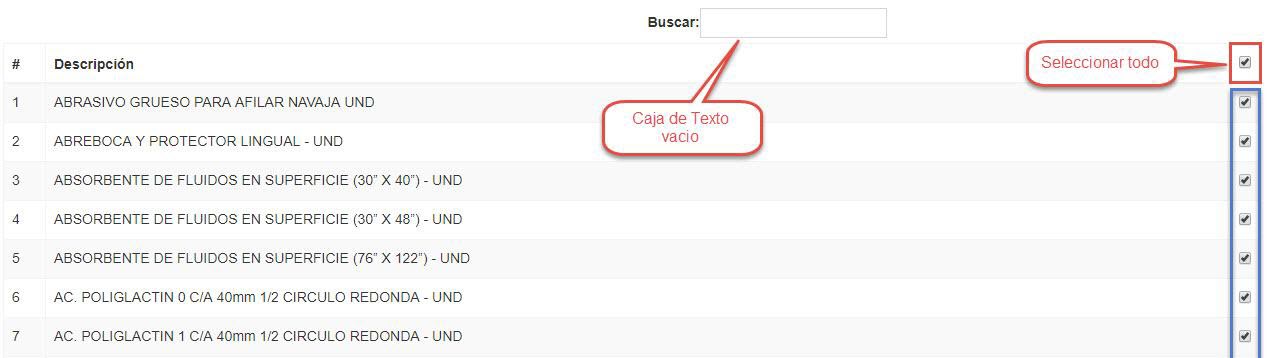 Buscar:
# Descripción
Seleccionar todo
1 ABRASIVO GRUESO PARA AFILAR NAVAJA UND
Caja de Texto
vacio
2 ABREBOCA Y PROTECTOR LINGUAL - UND
3 ABSORBENTE DE FLUIDOS EN SUPERFICIE (30” X 40”) - UND
4 ABSORBENTE DE FLUIDOS EN SUPERFICIE (30” X 48”) - UND
5 ABSORBENTE DE FLUIDOS EN SUPERFICIE (76” X 122”) - UND
6 AC. POLIGLACTIN 0 C/A 40mm 1/2 CIRCULO REDONDA - UND
7 AC. POLIGLACTIN 1 C/A 40mm 1/2 CIRCULO REDONDA - UND